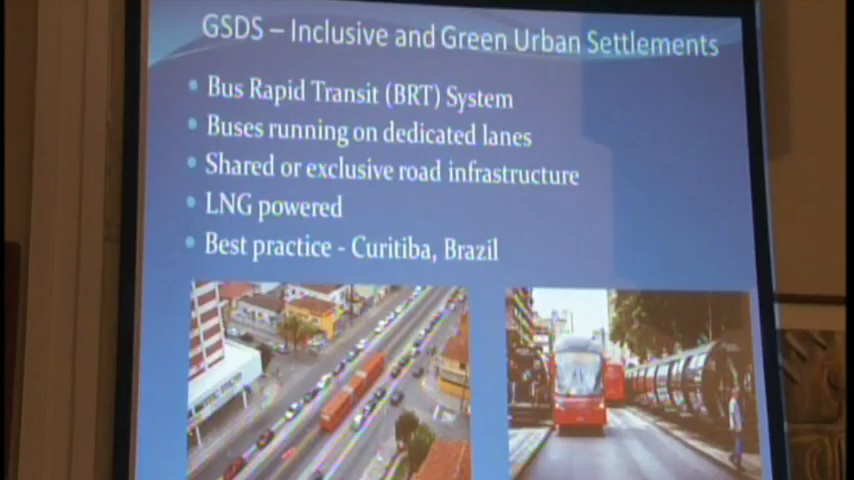 GSDS – Inclusive and Green Urban Settlements
• Bus Rapid Transit (BRT) System
• Buses running on dedicated lanes
• Shared or exclusive road infrastructure
• LNG powered
• Best practice - Curitiba, Brazil